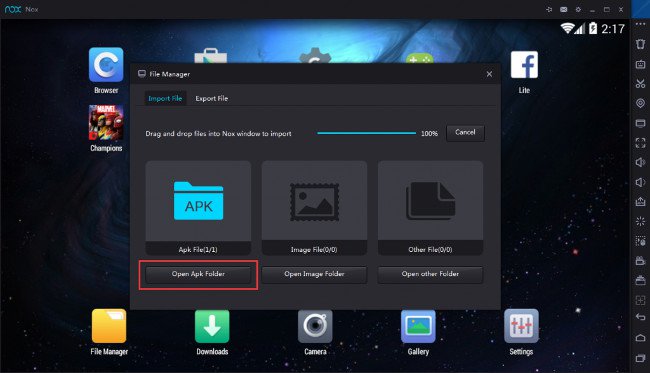 nox Nox
2:17
File Manager
Import File Export File
Drag and drop files into Nox window to import 100% Cancel
APK
Apk File(1/1) Image File(0/0) Other File(0/0)
Open Apk Folder Open Image Folder Open other Folder
Browser
Lite
MARVEL
Champions
File Manager Downloads Camera Gallery Settings